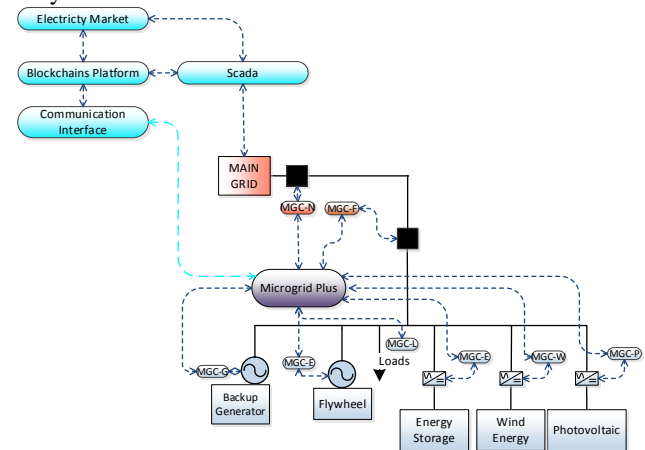 Electricty Market
Blockchains Platform
Scada
Communication
Interface
MAIN
GRID
MGC-N
MGC-F
Microgrid Plus
MGC-L
Loads
MGC-G
MGC-E
MGC-E
MGC-W
MGC-P
Backup
Generator
Flywheel
Energy
Storage
Wind
Energy
Photovoltaic